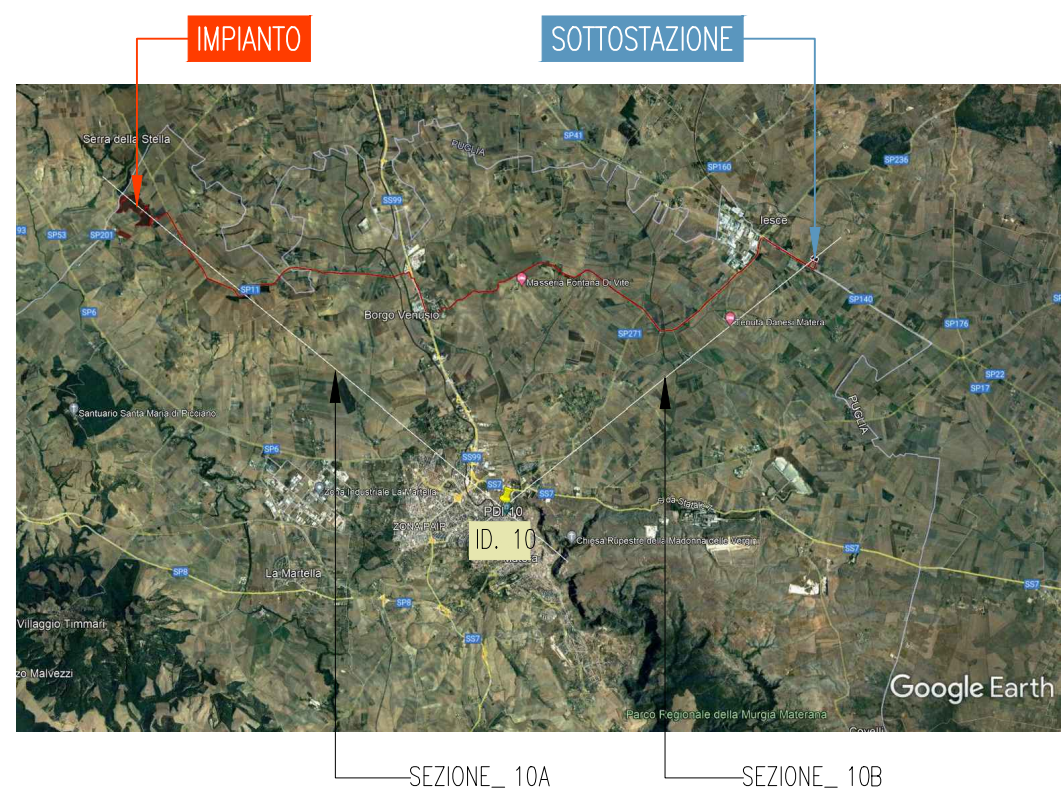 IMPIANTO
SOTTOSTAZIONE
Serra della Stella
PUGLIA
SP41
SP160
SP236
SS99
Iesce
93
SP53
SP201
Masseria Fontana Di Vite
SP11
SP140
SP
SP6
Borgo Venusio
SP271
Tenuta Danesi Matera
SP176
SP22
SP17
PUGLIA
Santuario Santa Maria di Picciano
SP6
SS99
SS7
SS7
Zona Industriale La Martella
PDI 10
ZONA PAIP
ID. 10
Chiesa Rupestre della Madonna delle Vergini
SS7
La Martella
SP8
SS7
SP8
Villaggio Timmari
SS7
zo Malvezzi
Google Earth
Parco Regionale della Murgia Materana
SEZIONE_ 10A
SEZIONE_ 10B